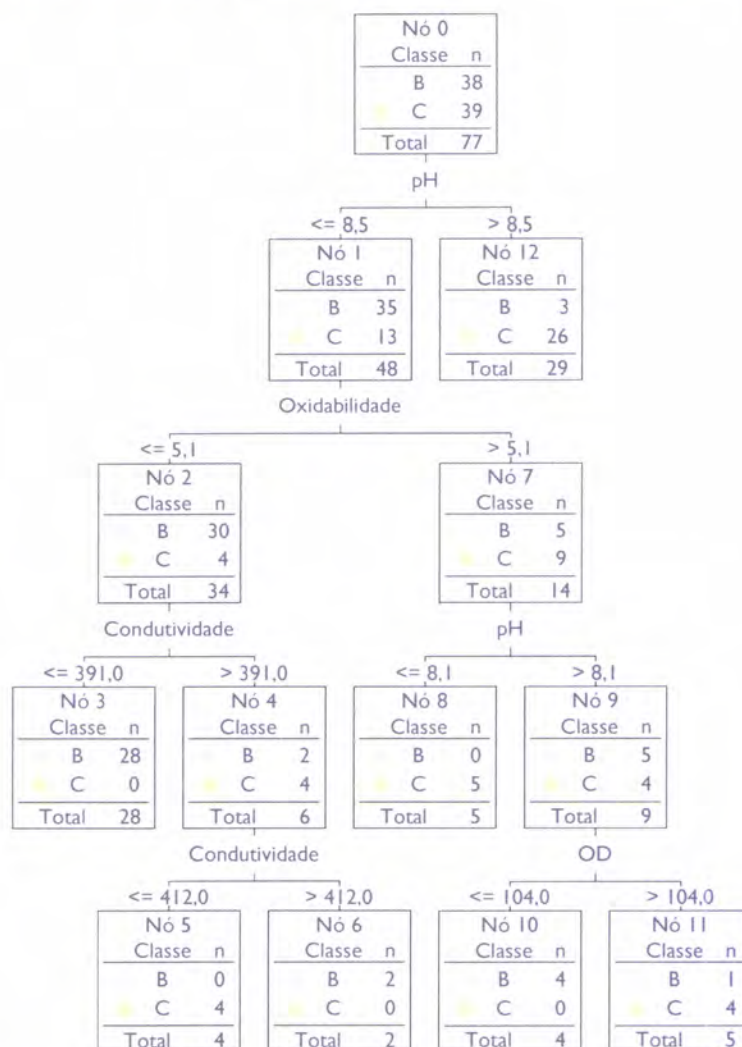 Nó 0
Classe n
B 38
C 39
Total 77
pH
<= 8,5 > 8,5
Nó 1 Nó 12
Classe n Classe n
B 35 B 3
C 13 C 26
Total 48 Total 29
Oxidabilidade
<= 5,1 > 5,1
Nó 2 Nó 7
Classe n Classe n
B 30 B 5
C 4 C 9
Total 34 Total 14
Condutividade pH
<= 391,0 > 391,0 <= 8,1 > 8,1
Nó 3 Nó 4 Nó 8 Nó 9
Classe n Classe n Classe n Classe n
B 28 B 2 B 0 B 5
C 0 C 4 C 5 C 4
Total 28 Total 6 Total 5 Total 9
Condutividade OD
<= 412,0 > 412,0 <= 104,0 > 104,0
Nó 5 Nó 6 Nó 10 Nó 11
Classe n Classe n Classe n Classe n
B 0 B 2 B 4 B 1
C 4 C 0 C 0 C 4
Total 4 Total 2 Total 4 Total 5